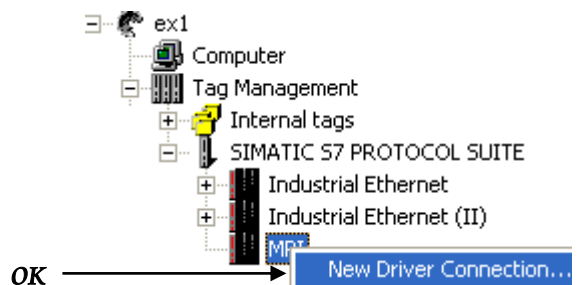 ex1
Computer
Tag Management
Internal tags
SIMATIC S7 PROTOCOL SUITE
Industrial Ethernet
Industrial Ethernet (II)
MPI
OK New Driver Connection...